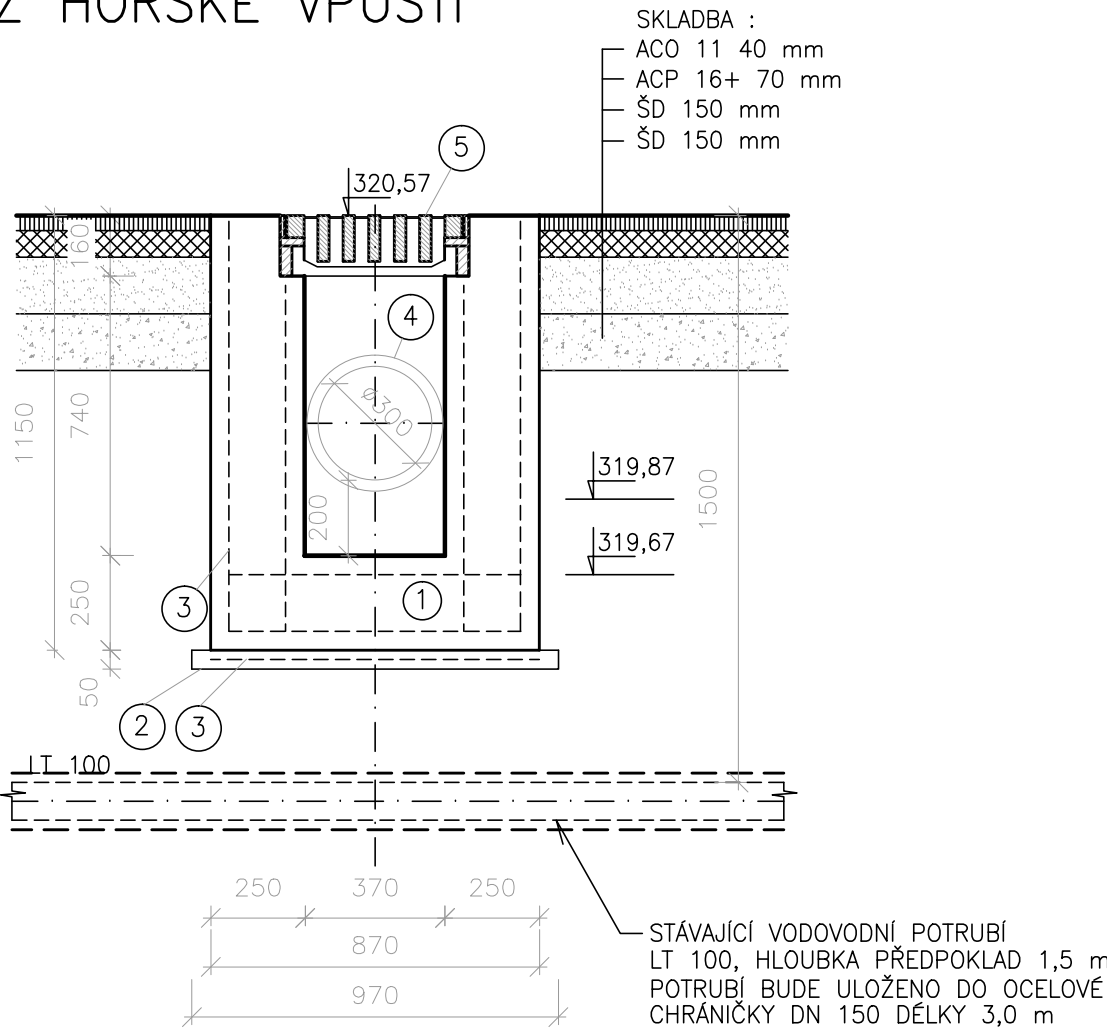 Z HORSKÉ VPUSTI
SKLADBA :
ACO 11 40 mm
ACP 16+ 70 mm
ŠD 150 mm
ŠD 150 mm
5
320,57
160
4
ø300
740
1150
319,87
1500
200
319,67
3
250
1
50
2
3
LT 100
250
370
250
870
970
STÁVAJÍCÍ VODOVODNÍ POTRUBÍ
LT 100, HLOUBKA PŘEDPOKLAD 1,5 m
POTRUBÍ BUDE ULOŽENO DO OCELOVÉ
CHRÁNIČKY DN 150 DÉLKY 3,0 m